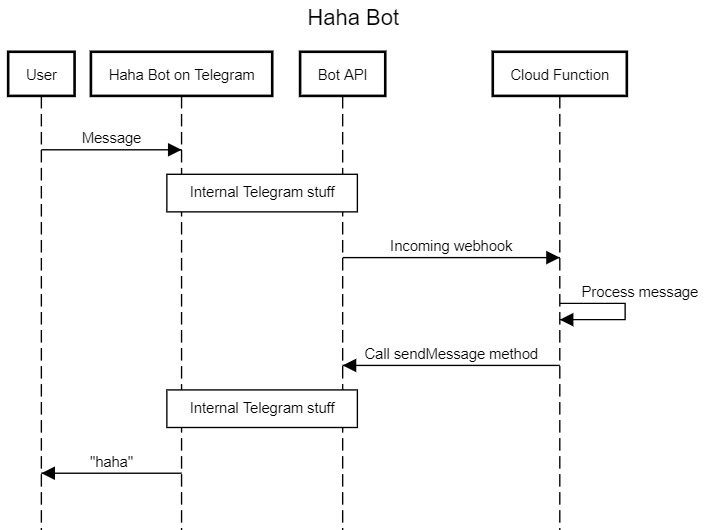 Haha Bot
User
Haha Bot on Telegram
Bot API
Cloud Function
Message
Internal Telegram stuff
Incoming webhook
Process message
Call sendMessage method
Internal Telegram stuff
"haha"